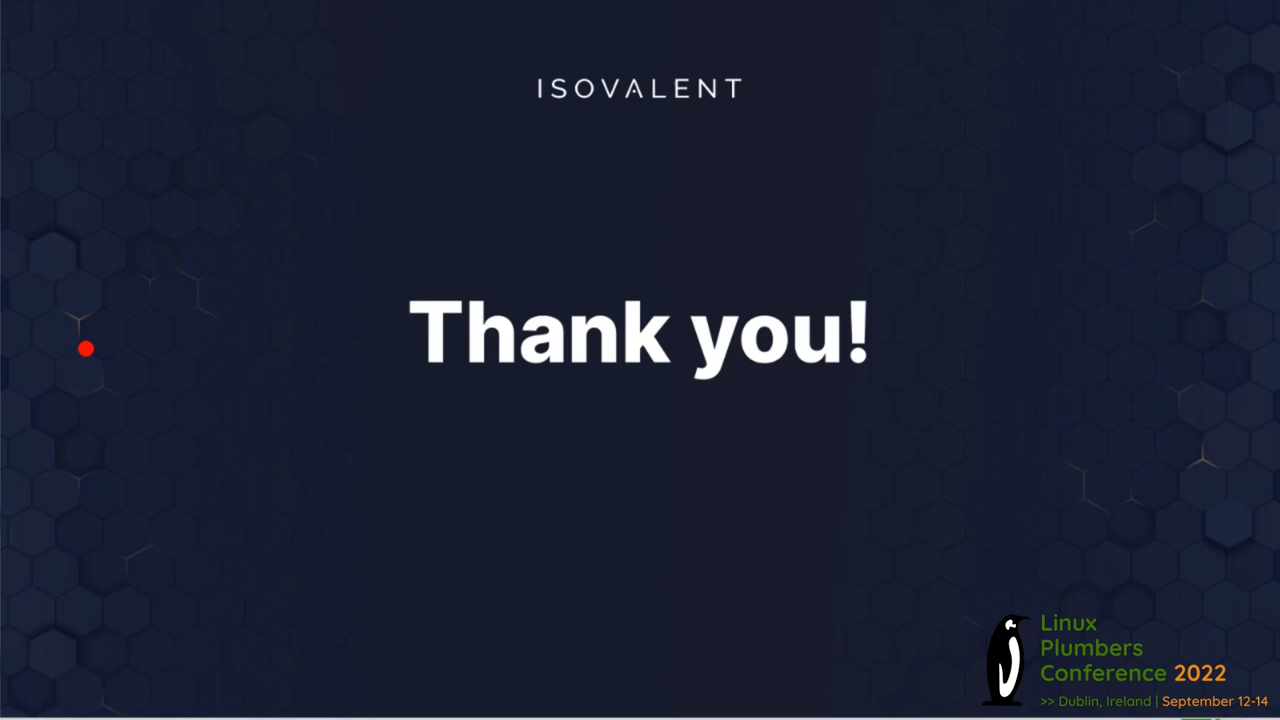 ISOVALENT
Thank you!
Linux
Plumbers
Conference 2022
>> Dublin, Ireland | September 12-14